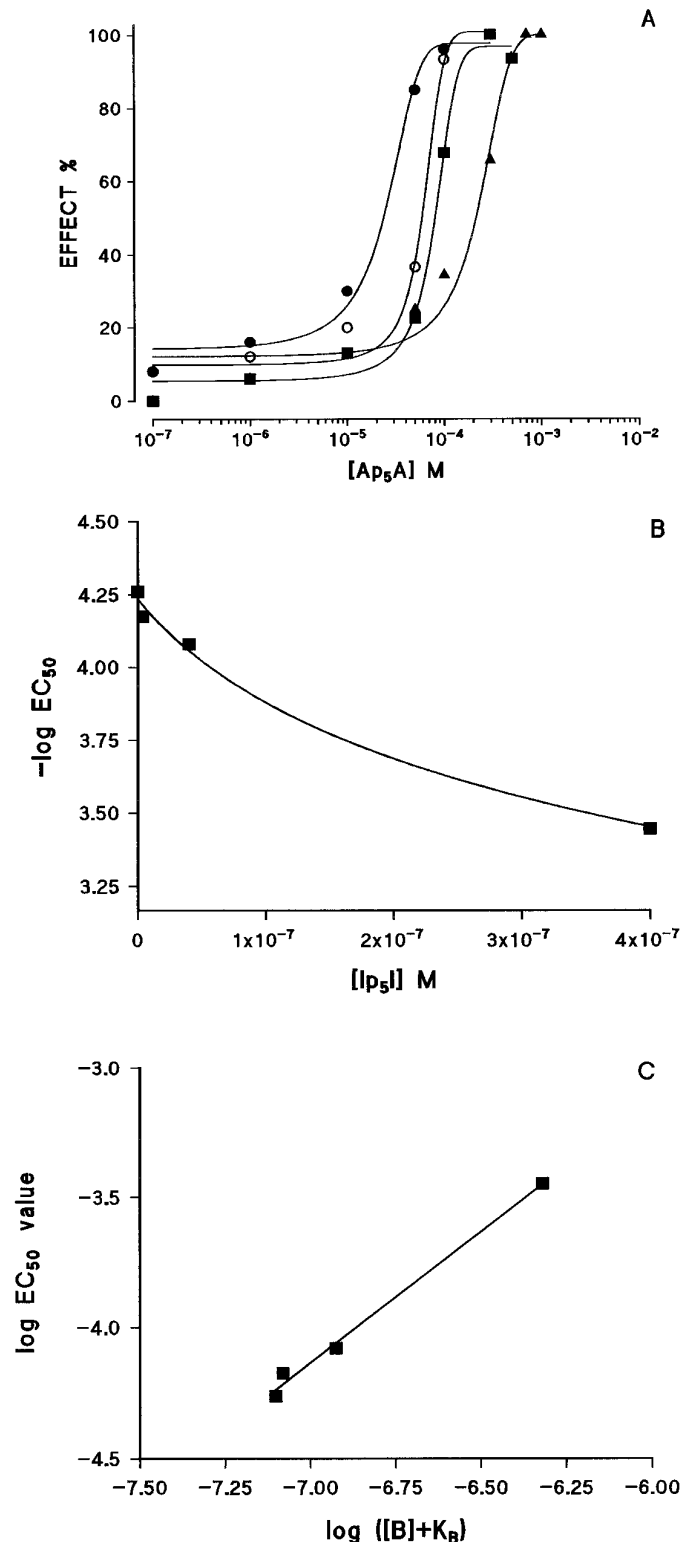 A
100
80
60
40
20
0
EFFECT %
10⁻⁷ 10⁻⁶ 10⁻⁵ 10⁻⁴ 10⁻³ 10⁻²
[Ap₅A] M
B
4.50
4.25
4.00
3.75
3.50
3.25
−log EC₅₀
0 1x10⁻⁷ 2x10⁻⁷ 3x10⁻⁷ 4x10⁻⁷
[Ip₅I] M
C
−3.0
−3.5
−4.0
−4.5
log EC₅₀ value
−7.50 −7.25 −7.00 −6.75 −6.50 −6.25 −6.00
log ([B]+K_B)